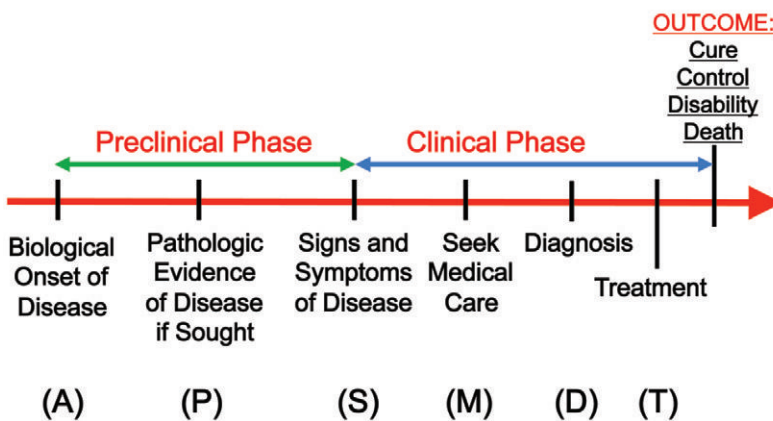 OUTCOME:
Cure
Control
Disability
Death
Preclinical Phase
Clinical Phase
Biological
Onset of
Disease
Pathologic
Evidence
of Disease
if Sought
Signs and
Symptoms
of Disease
Seek
Medical
Care
Diagnosis
Treatment
(A)
(P)
(S)
(M)
(D)
(T)